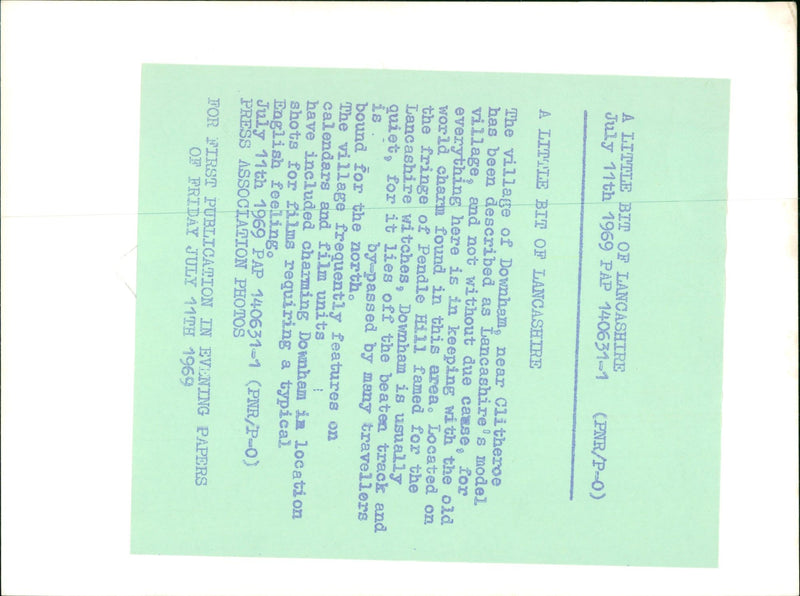 A LITTLE BIT OF LANCASHIRE
July 11th 1969 PAP 140631-1 (PNR/P-O)
A LITTLE BIT OF LANCASHIRE
The village of Downham, near Clitheroe
has been described as Lancashire's model
village, and not without due camse, for
everything here is in keeping with the old
world charm found in this area. Located on
the fringe of Pendle Hill famed for the
Lancashire witches, Downham is usually
quiet, for it lies off the beaten track and
is by-passed by many travellers
bound for the north.
The village frequently features on
calendars and film units
have included charming Downham im location
shots for films requiring a typical
English feeling.
July 11th 1969 PAP 140631-1 (PNR/P-O)
PRESS ASSOCIATION PHOTOS
FOR FIRST PUBLICATION IN EVENING PAPERS
OF FRIDAY JULY 11TH 1969